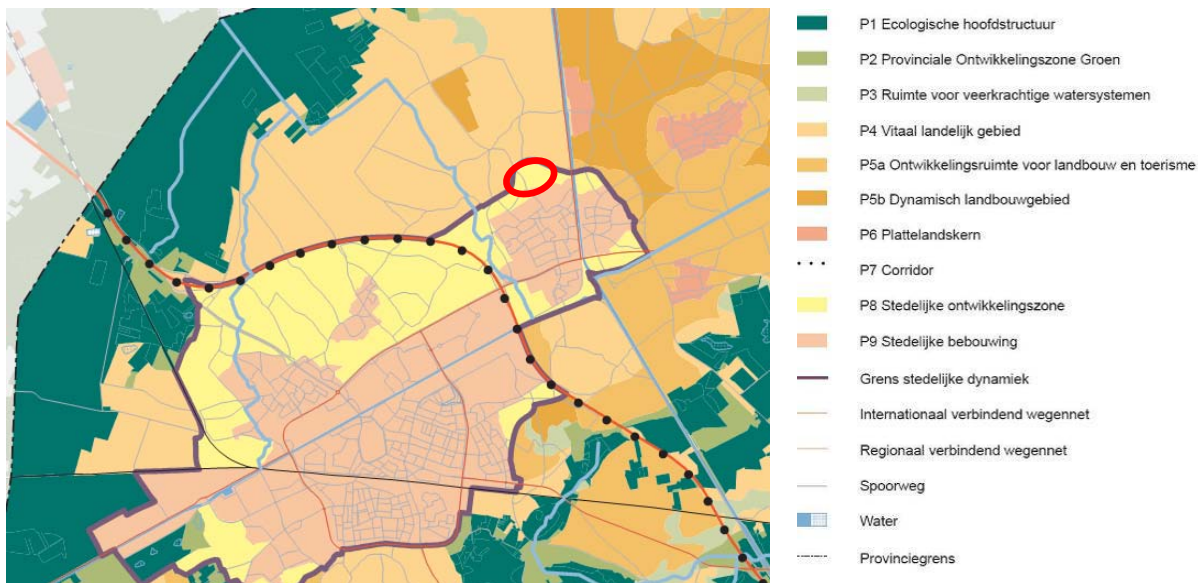 P1 Ecologische hoofdstructuur
P2 Provinciale Ontwikkelingszone Groen
P3 Ruimte voor veerkrachtige watersystemen
P4 Vitaal landelijk gebied
P5a Ontwikkelingsruimte voor landbouw en toerisme
P5b Dynamisch landbouwgebied
P6 Plattelandskern
P7 Corridor
P8 Stedelijke ontwikkelingszone
P9 Stedelijke bebouwing
Grens stedelijke dynamiek
Internationaal verbindend wegennet
Regionaal verbindend wegennet
Spoorweg
Water
Provinciegrens